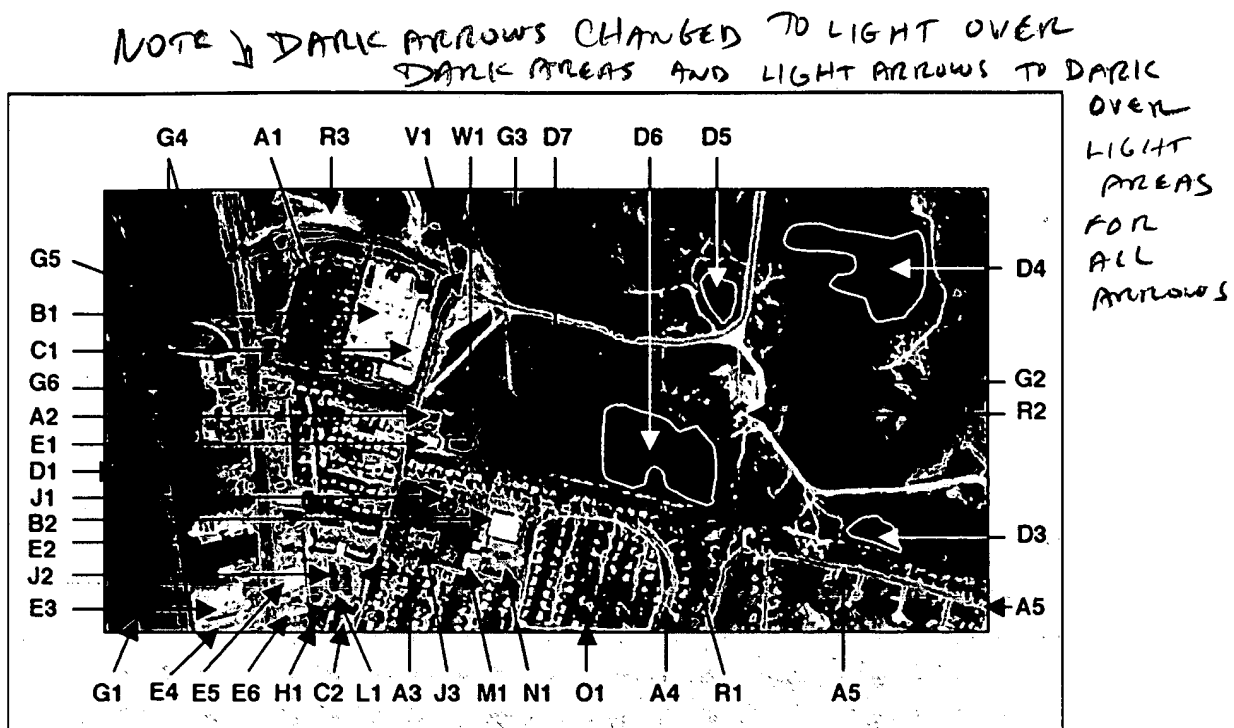 NOTE DARK ARROWS CHANGED TO LIGHT OVER
DARK AREAS AND LIGHT ARROWS TO DARK
OVER
LIGHT
AREAS
FOR
ALL
ARROWS
G4 A1 R3 V1 W1 G3 D7 D6 D5
G5
D4
B1
C1
G6
G2
A2
R2
E1
D1
J1
B2
D3
E2
J2
E3
A5
G1 E4 E5 E6 H1 C2 L1 A3 J3 M1 N1 O1 A4 R1 A5